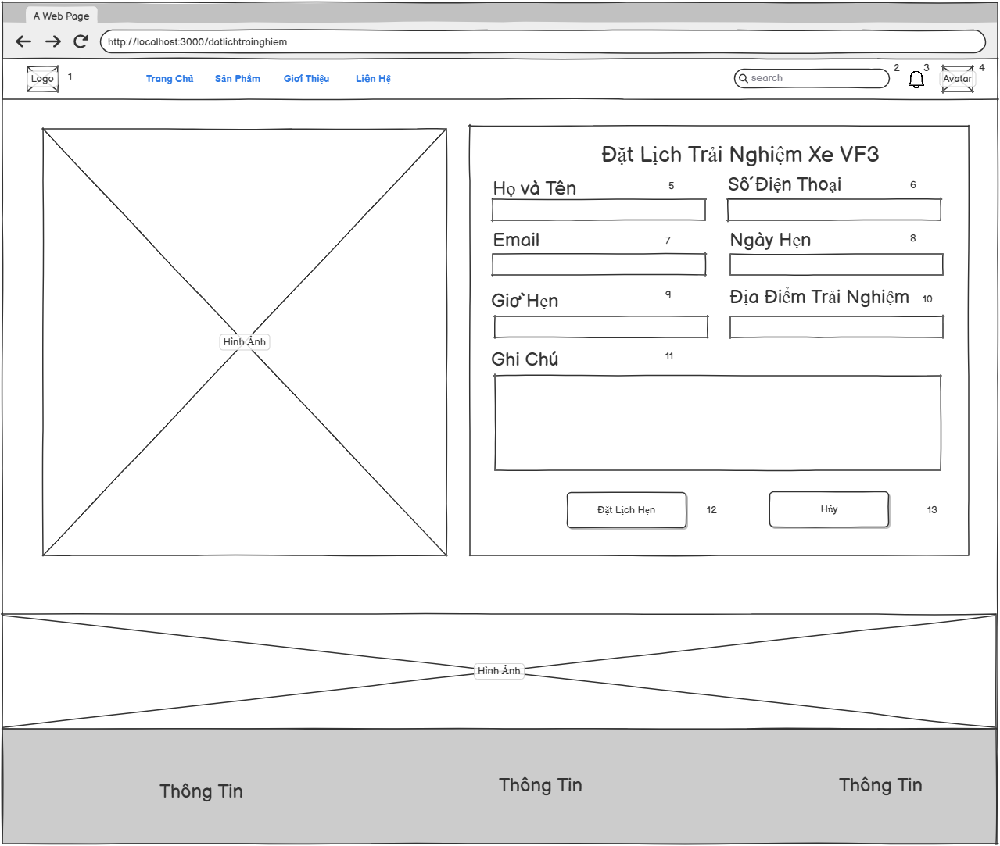 A Web Page
http://localhost:3000/datlichtrainghiem
Logo 1 Trang Chủ Sản Phẩm Giới Thiệu Liên Hệ search 2 3 Avatar 4
Đặt Lịch Trải Nghiệm Xe VF3
Họ và Tên 5 Số Điện Thoại 6
Email 7 Ngày Hẹn 8
Giờ Hẹn 9 Địa Điểm Trải Nghiệm 10
Hình Ảnh
Ghi Chú 11
Đặt Lịch Hẹn 12 Hủy 13
Hình Ảnh
Thông Tin Thông Tin Thông Tin